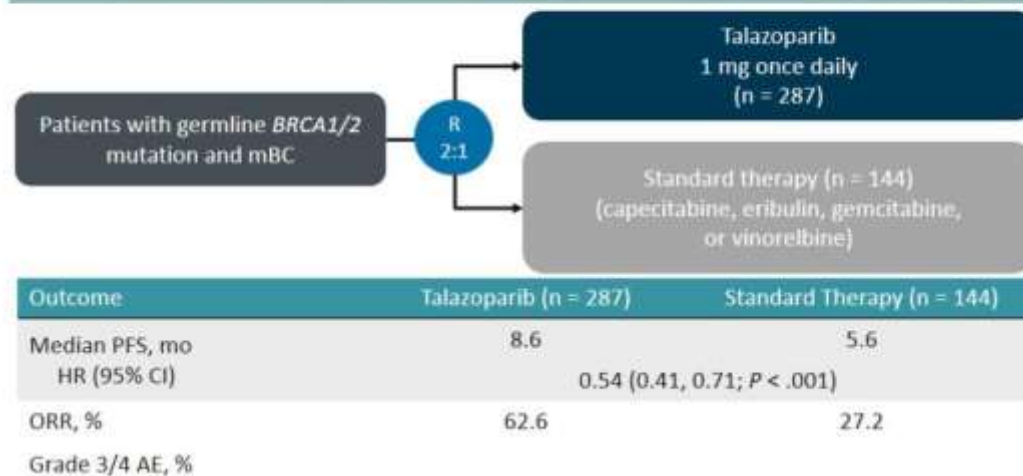 Talazoparib
1 mg once daily
(n = 287)
Patients with germline BRCA1/2
mutation and mBC
R
2:1
Standard therapy (n = 144)
(capecitabine, eribulin, gemcitabine,
or vinorelbine)
Outcome Talazoparib (n = 287) Standard Therapy (n = 144)
Median PFS, mo 8.6 5.6
HR (95% CI) 0.54 (0.41, 0.71; P < .001)
ORR, % 62.6 27.2
Grade 3/4 AE, %